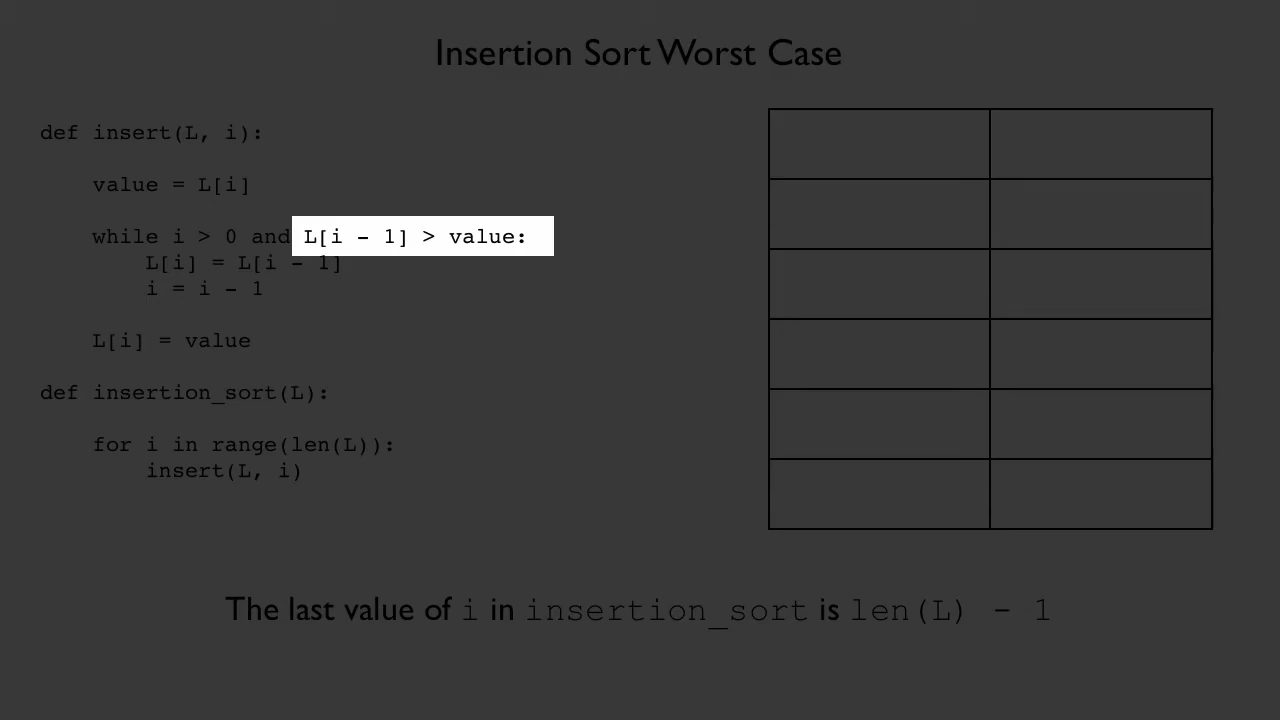 Insertion Sort Worst Case
def insert(L, i):
    value = L[i]
    while i > 0 and L[i - 1] > value:
        L[i] = L[i - 1]
        i = i - 1
    L[i] = value
def insertion_sort(L):
    for i in range(len(L)):
        insert(L, i)
The last value of i in insertion_sort is len(L) - 1